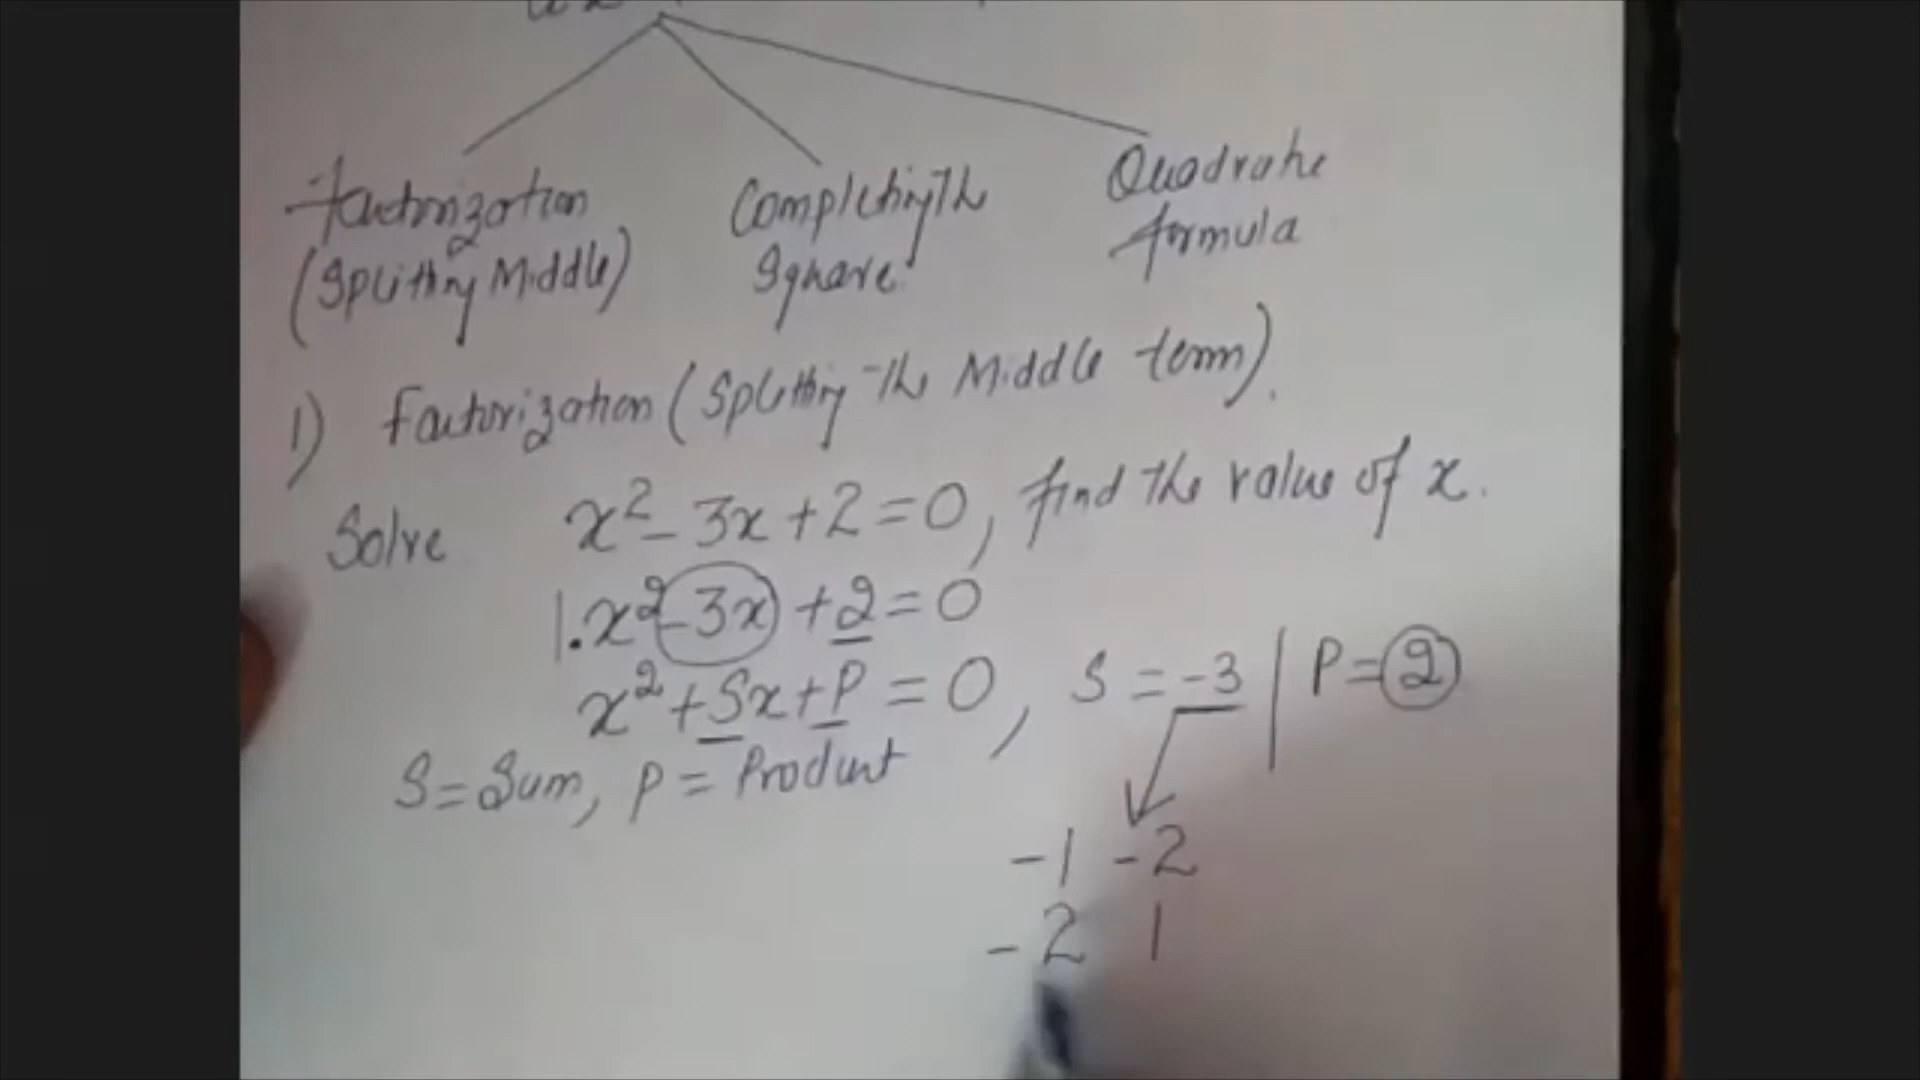 Factorization
(Splitting Middle)
Completing the
Square
Quadratic
formula
1) Factorization (Splitting the Middle term).
Solve x² - 3x + 2 = 0, find the value of x.
1.x² - 3x + 2 = 0
x² + Sx + P = 0, S = -3 | P = 2
S = Sum, P = Product
-1 -2
-2 1